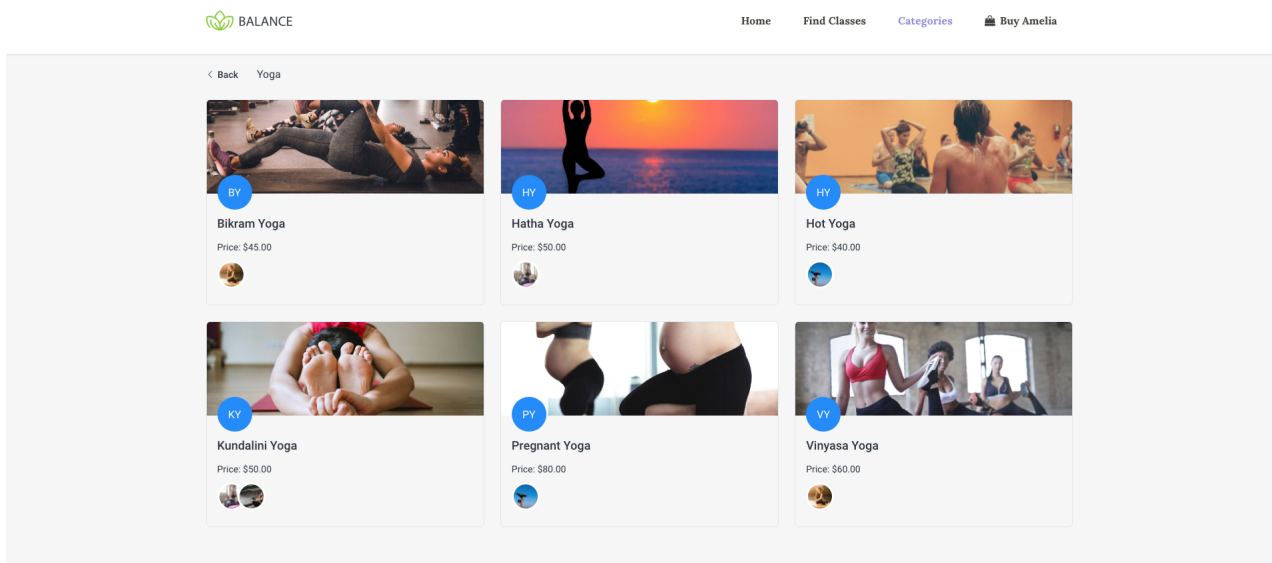 BALANCE
Home
Find Classes
Categories
Buy Amelia
Back
Yoga
BY
Bikram Yoga
Price: $45.00
HY
Hatha Yoga
Price: $50.00
HY
Hot Yoga
Price: $40.00
KY
Kundalini Yoga
Price: $50.00
PY
Pregnant Yoga
Price: $80.00
VY
Vinyasa Yoga
Price: $60.00